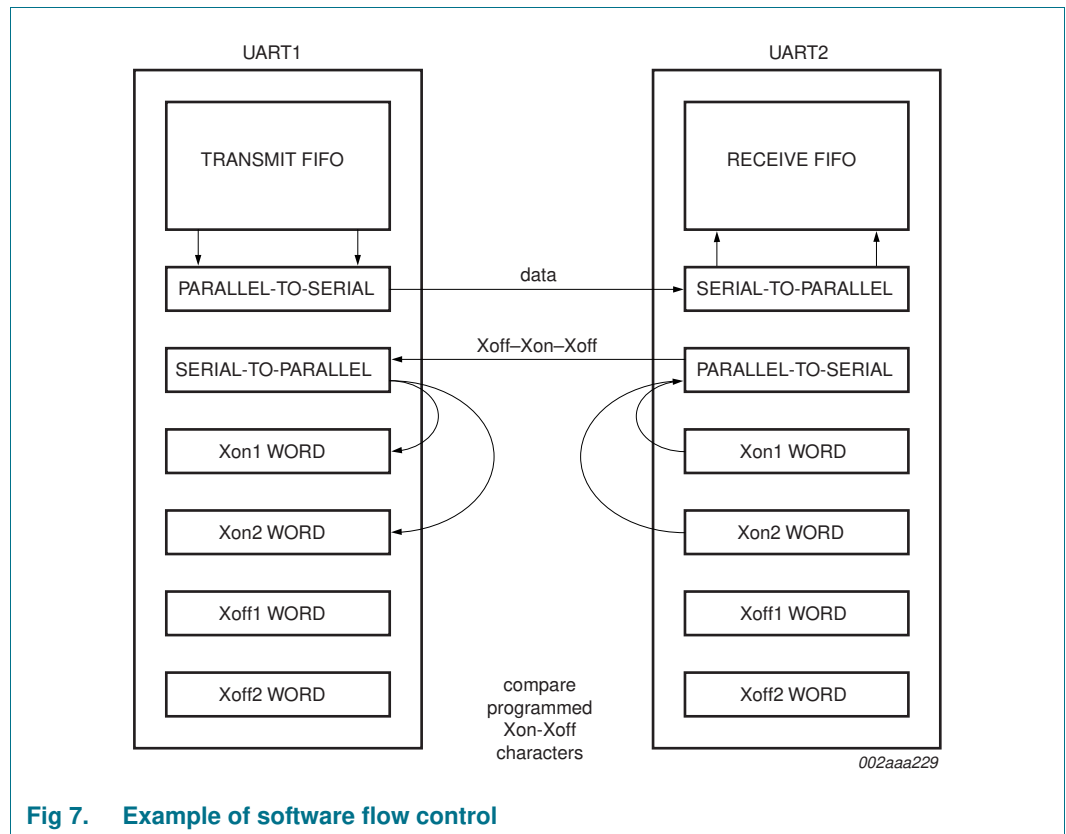 UART1
UART2
TRANSMIT FIFO
RECEIVE FIFO
PARALLEL-TO-SERIAL
data
SERIAL-TO-PARALLEL
Xoff–Xon–Xoff
SERIAL-TO-PARALLEL
PARALLEL-TO-SERIAL
Xon1 WORD
Xon1 WORD
Xon2 WORD
Xon2 WORD
Xoff1 WORD
Xoff1 WORD
Xoff2 WORD
Xoff2 WORD
compare
programmed
Xon-Xoff
characters
002aaa229
Fig 7. Example of software flow control